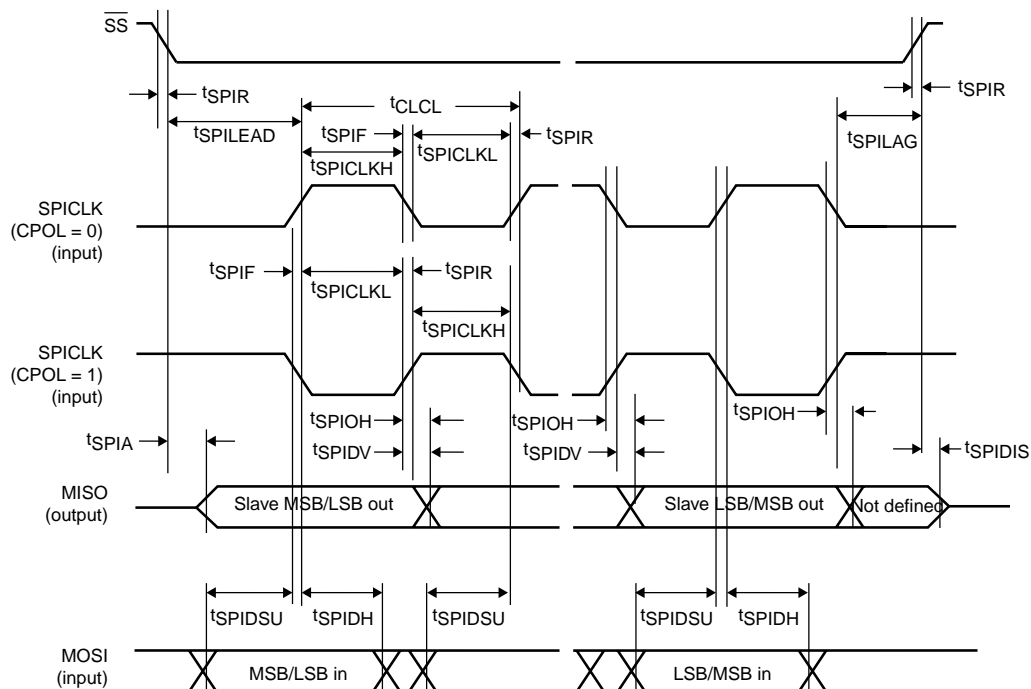 SS
tSPIR
tCLCL
tSPIR
tSPILEAD
tSPIF
tSPICLKL
tSPIR
tSPILAG
tSPICLKH
SPICLK
(CPOL = 0)
(input)
tSPIF
tSPICLKL
tSPIR
tSPICLKH
SPICLK
(CPOL = 1)
(input)
tSPIOH
tSPIOH
tSPIOH
tSPIA
tSPIDV
tSPIDV
tSPIDIS
MISO
(output)
Slave MSB/LSB out
Slave LSB/MSB out
Not defined
tSPIDSU
tSPIDH
tSPIDSU
tSPIDSU
tSPIDH
MOSI
(input)
MSB/LSB in
LSB/MSB in